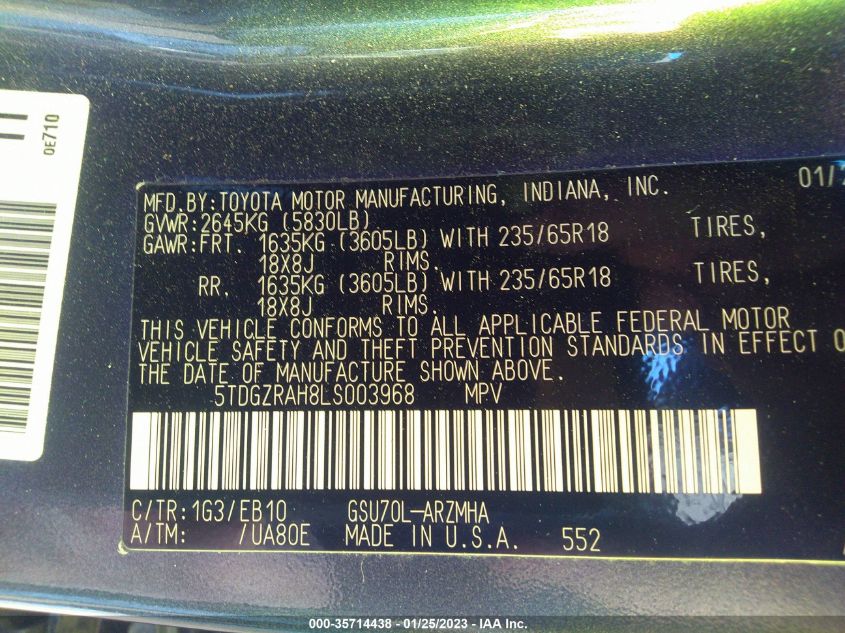 0E710
MFD.BY:TOYOTA MOTOR MANUFACTURING, INDIANA, INC. 01/
GVWR:2645KG (5830LB)
GAWR:FRT. 1635KG (3605LB) WITH 235/65R18 TIRES,
18X8J RIMS.
RR. 1635KG (3605LB) WITH 235/65R18 TIRES,
18X8J RIMS.
THIS VEHICLE CONFORMS TO ALL APPLICABLE FEDERAL MOTOR
VEHICLE SAFETY AND THEFT PREVENTION STANDARDS IN EFFECT
THE DATE OF MANUFACTURE SHOWN ABOVE.
5TDGZRAH8LS003968 MPV
C/TR:1G3/EB10 GSU70L-ARZMHA
A/TM: /UA80E MADE IN U.S.A. 552
000-35714438 - 01/25/2023 - IAA Inc.